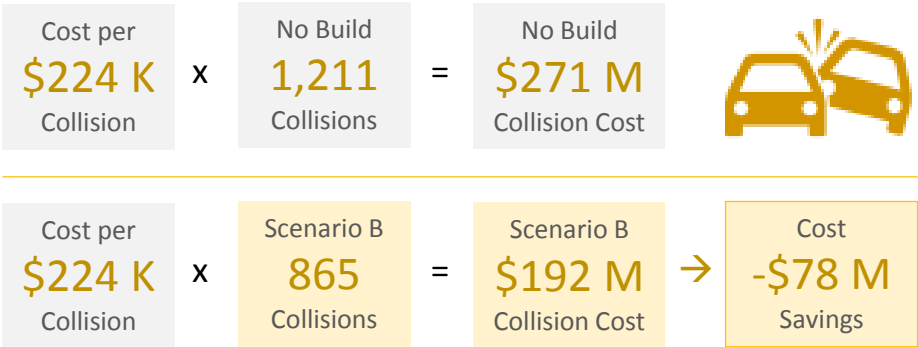 Cost per
$224 K
Collision
x
No Build
1,211
Collisions
=
No Build
$271 M
Collision Cost
Cost per
$224 K
Collision
x
Scenario B
865
Collisions
=
Scenario B
$192 M
Collision Cost
→
Cost
-$78 M
Savings